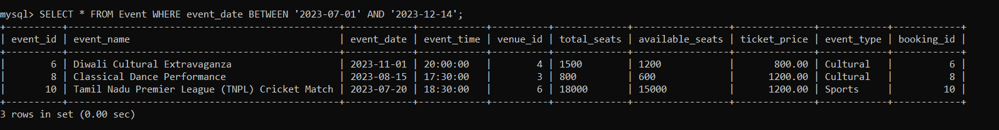 mysql> SELECT * FROM Event WHERE event_date BETWEEN '2023-07-01' AND '2023-12-14';
+----------+-------------------------------------------+------------+------------+----------+-------------+-----------------+--------------+------------+------------+
| event_id | event_name                                | event_date | event_time | venue_id | total_seats | available_seats | ticket_price | event_type | booking_id |
+----------+-------------------------------------------+------------+------------+----------+-------------+-----------------+--------------+------------+------------+
|        6 | Diwali Cultural Extravaganza              | 2023-11-01 | 20:00:00   |        4 | 1500        | 1200            |       800.00 | Cultural   |          6 |
|        8 | Classical Dance Performance               | 2023-08-15 | 17:30:00   |        3 | 800         | 600             |      1200.00 | Cultural   |          8 |
|       10 | Tamil Nadu Premier League (TNPL) Cricket Match | 2023-07-20 | 18:30:00   |        6 | 18000       | 15000           |      1200.00 | Sports     |         10 |
+----------+-------------------------------------------+------------+------------+----------+-------------+-----------------+--------------+------------+------------+
3 rows in set (0.00 sec)